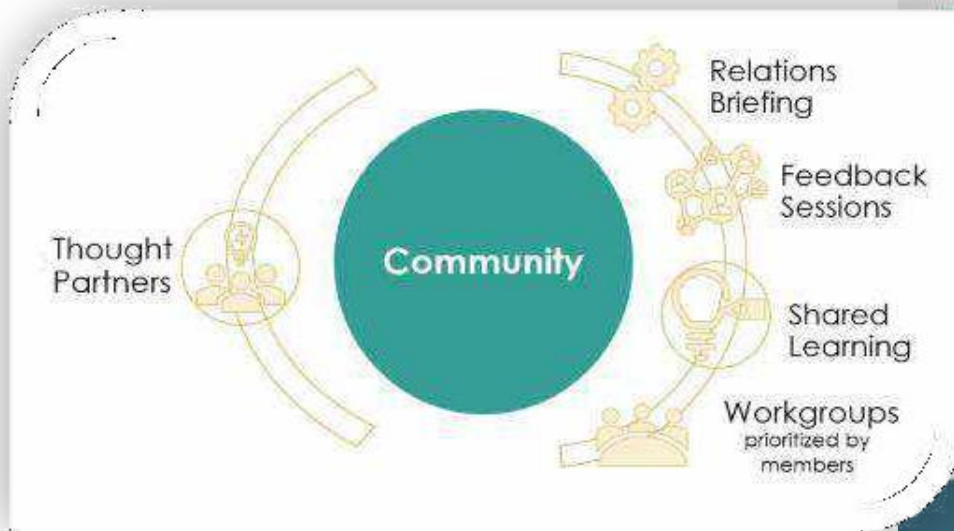 Relations
Briefing
Feedback
Sessions
Thought
Partners
Community
Shared
Learning
Workgroups
prioritized by
members